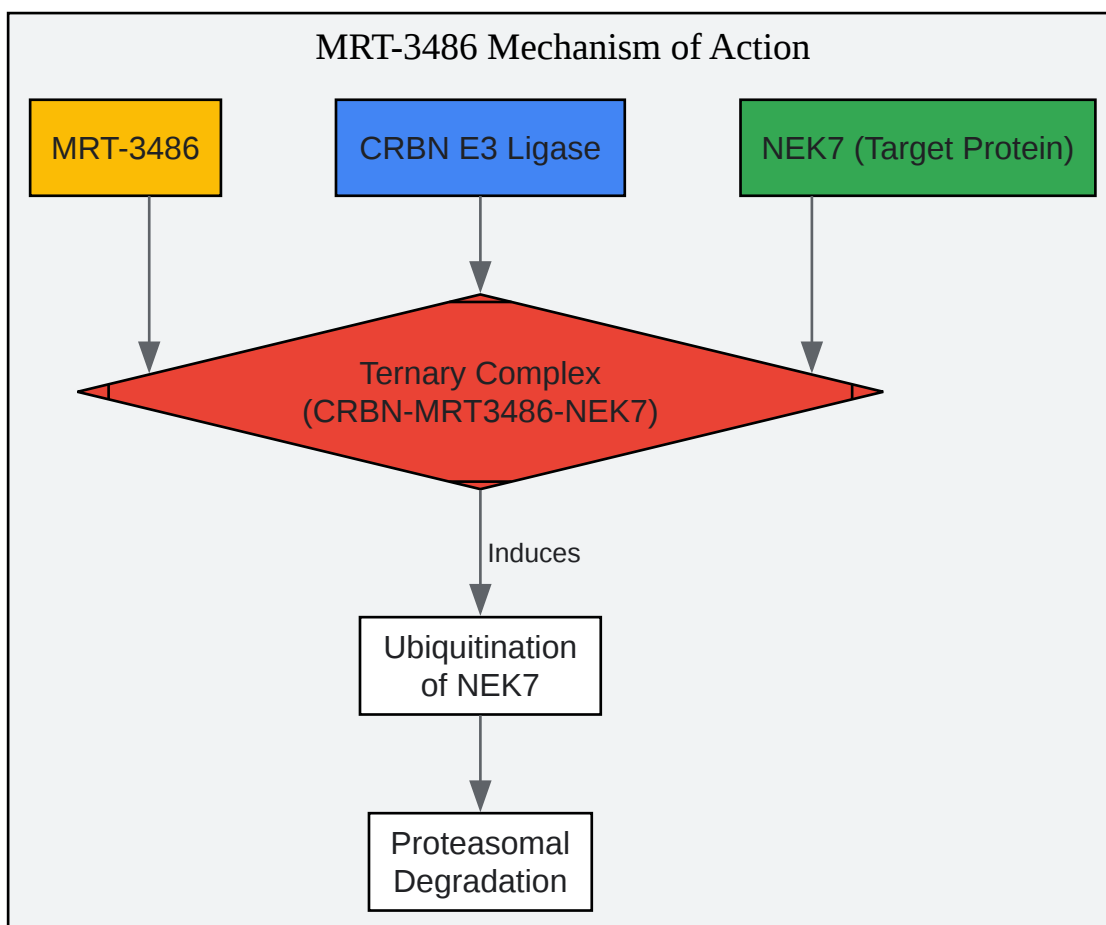 MRT-3486 Mechanism of Action
MRT-3486
CRBN E3 Ligase
NEK7 (Target Protein)
Ternary Complex
(CRBN-MRT3486-NEK7)
Induces
Ubiquitination
of NEK7
Proteasomal
Degradation